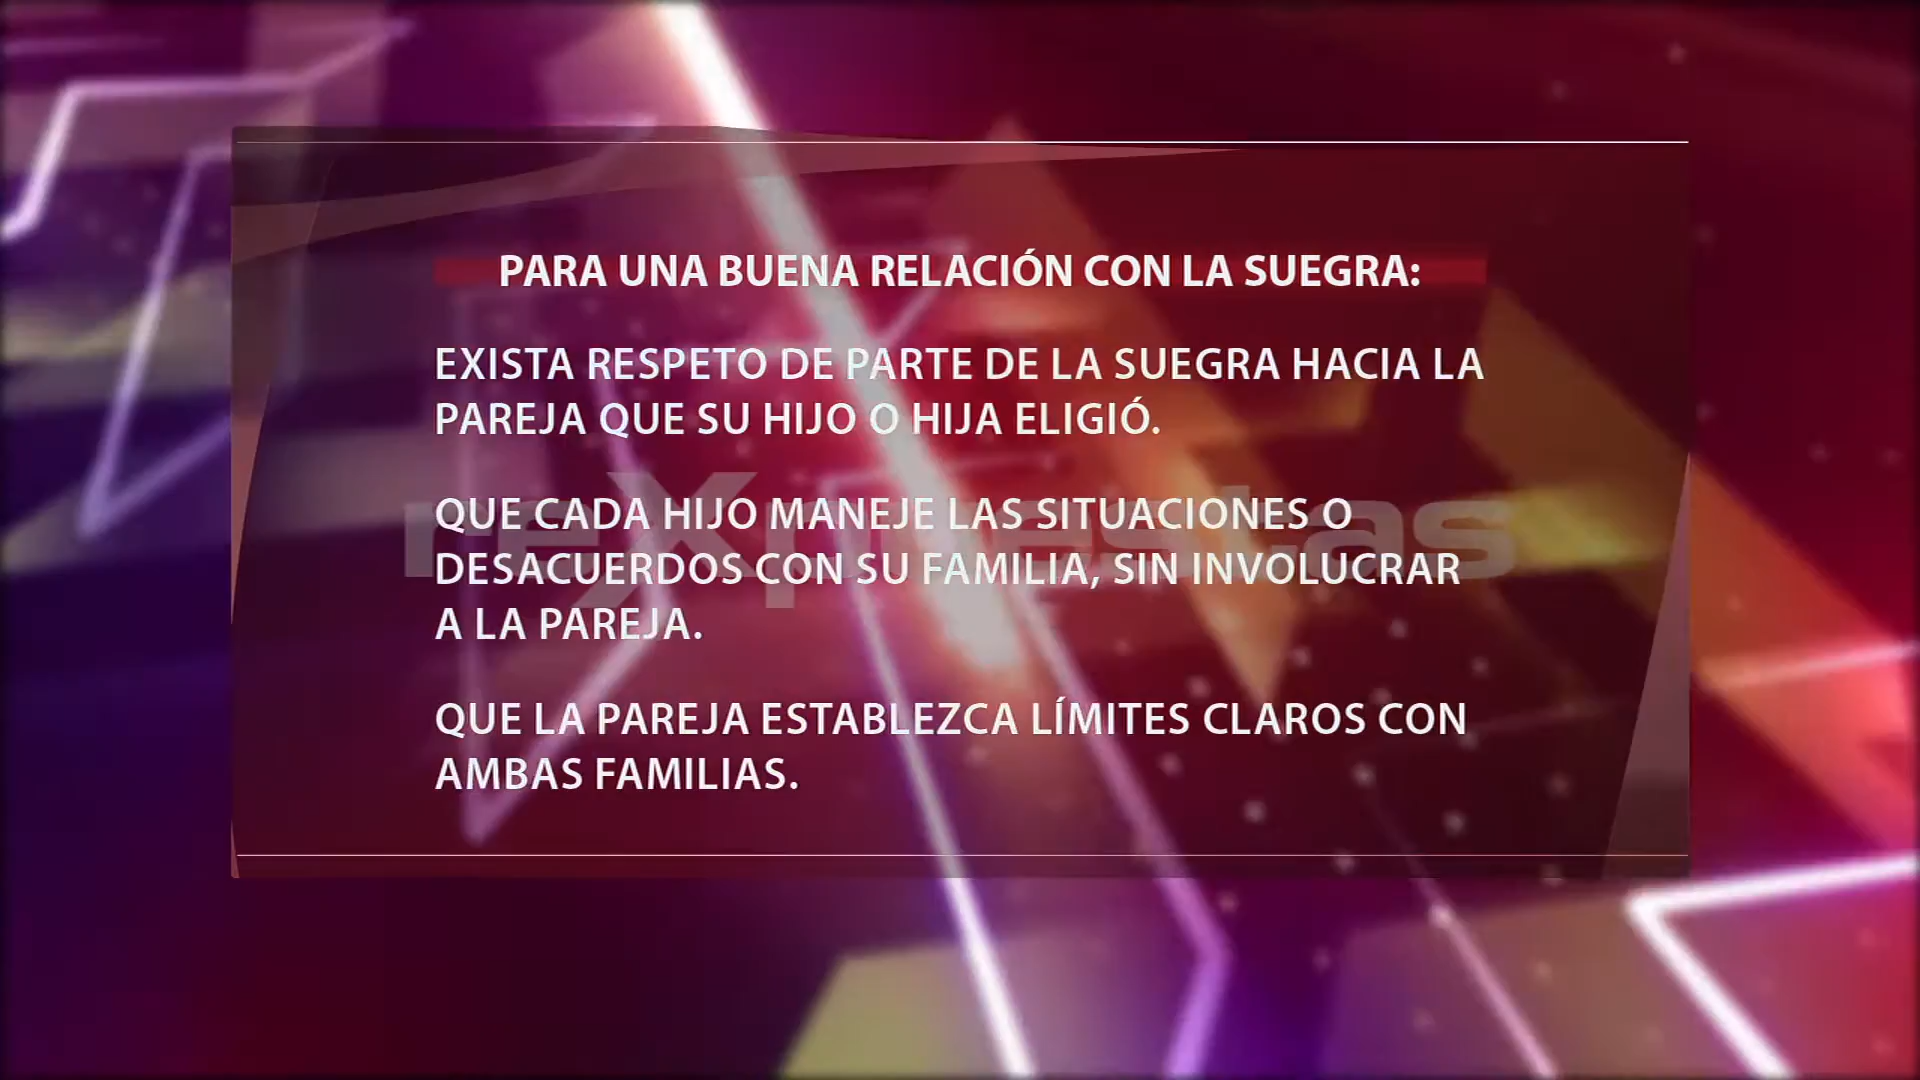 PARA UNA BUENA RELACIÓN CON LA SUEGRA:
EXISTA RESPETO DE PARTE DE LA SUEGRA HACIA LA
PAREJA QUE SU HIJO O HIJA ELIGIÓ.
QUE CADA HIJO MANEJE LAS SITUACIONES O
DESACUERDOS CON SU FAMILIA, SIN INVOLUCRAR
A LA PAREJA.
QUE LA PAREJA ESTABLEZCA LÍMITES CLAROS CON
AMBAS FAMILIAS.